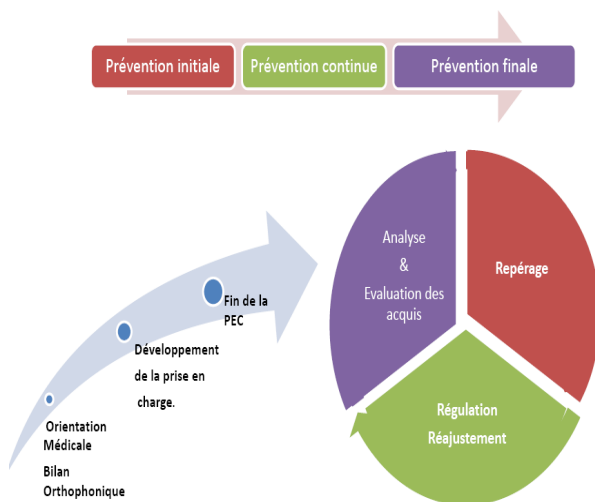 Prévention initiale
Prévention continue
Prévention finale
Analyse
&
Evaluation des
acquis
Repérage
Régulation
Réajustement
Fin de la
PEC
Développement
de la prise en
charge.
Orientation
Médicale
Bilan
Orthophonique